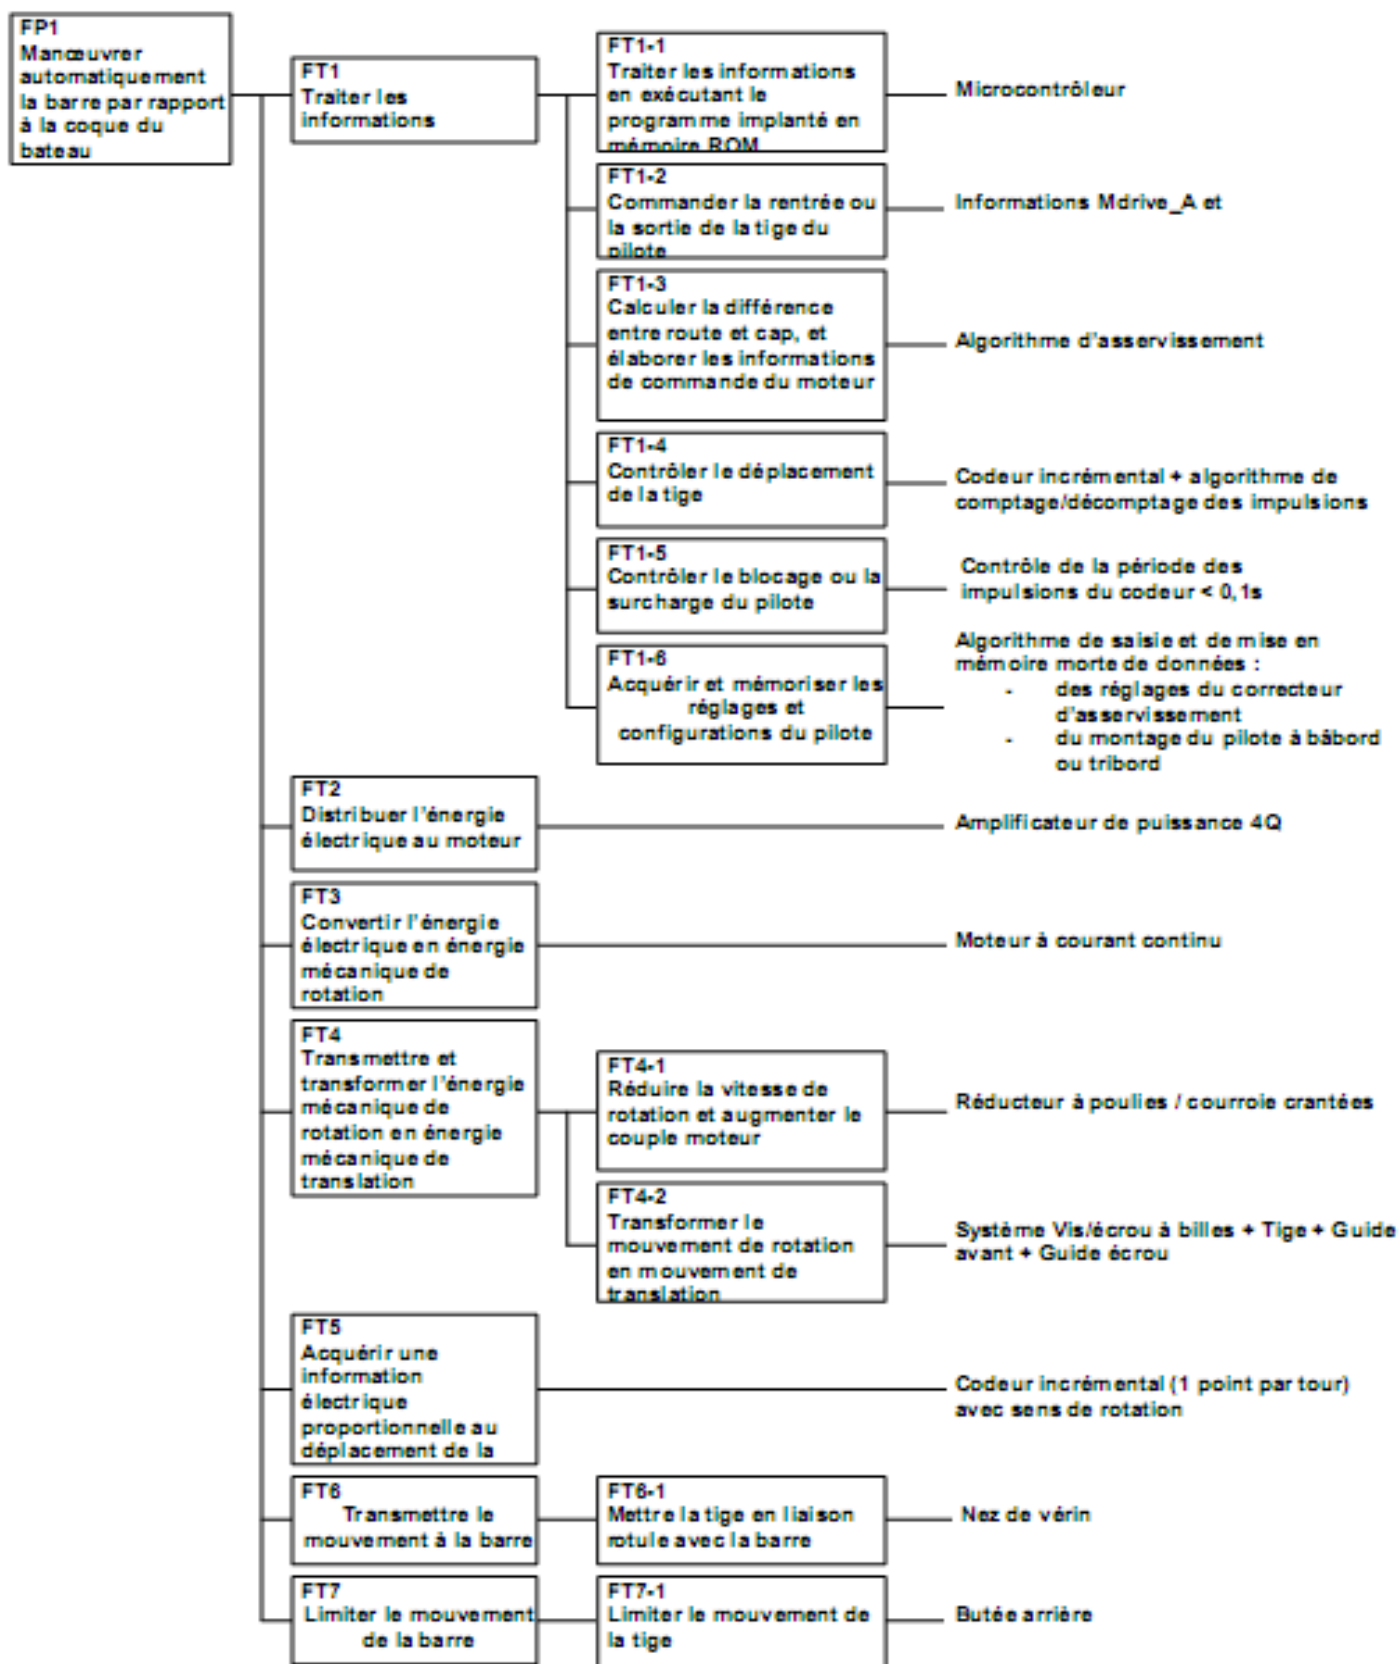 FP1
Manœuvrer
automatiquement
la barre par rapport
à la coque du
bateau
FT1
Traiter les
informations
FT1-1
Traiter les informations
en exécutant le
programme implanté en
mémoire ROM
Microcontrôleur
FT1-2
Commander la rentrée ou
la sortie de la tige du
pilote
Informations Mdrive_A et
FT1-3
Calculer la différence
entre route et cap, et
élaborer les informations
de commande du moteur
Algorithme d'asservissement
FT1-4
Contrôler le déplacement
de la tige
Codeur incrémental + algorithme de
comptage/décomptage des impulsions
FT1-5
Contrôler le blocage ou la
surcharge du pilote
Contrôle de la période des
impulsions du codeur < 0,1s
FT1-6
Acquérir et mémoriser les
réglages et
configurations du pilote
Algorithme de saisie et de mise en
mémoire morte de données :
- des réglages du correcteur
d'asservissement
- du montage du pilote à bâbord
ou tribord
FT2
Distribuer l'énergie
électrique au moteur
Amplificateur de puissance 4Q
FT3
Convertir l'énergie
électrique en énergie
mécanique de
rotation
Moteur à courant continu
FT4
Transmettre et
transformer l'énergie
mécanique de
rotation en énergie
mécanique de
translation
FT4-1
Réduire la vitesse de
rotation et augmenter le
couple moteur
Réducteur à poulies / courroie crantées
FT4-2
Transformer le
mouvement de rotation
en mouvement de
translation
Système Vis/écrou à billes + Tige + Guide
avant + Guide écrou
FT5
Acquérir une
information
électrique
proportionnelle au
déplacement de la
Codeur incrémental (1 point par tour)
avec sens de rotation
FT6
Transmettre le
mouvement à la barre
FT6-1
Mettre la tige en liaison
rotule avec la barre
Nez de vérin
FT7
Limiter le mouvement
de la barre
FT7-1
Limiter le mouvement de
la tige
Butée arrière